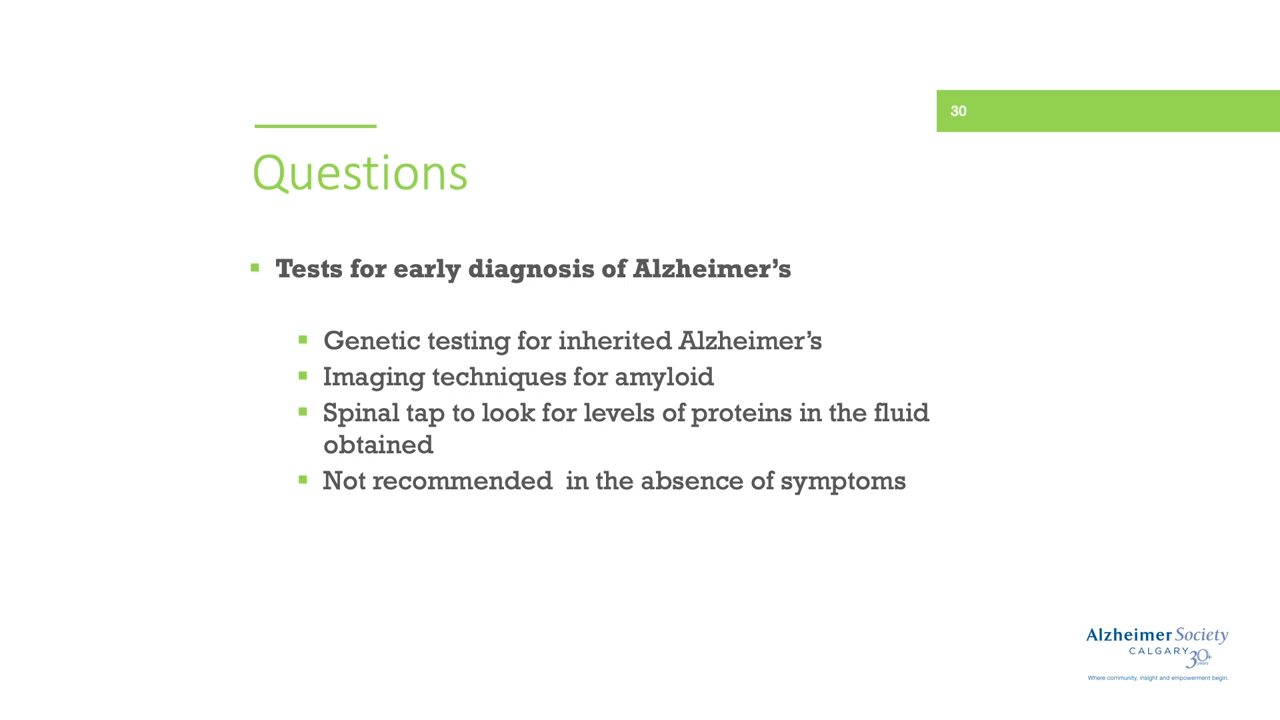 30
Questions
Tests for early diagnosis of Alzheimer’s
Genetic testing for inherited Alzheimer’s
Imaging techniques for amyloid
Spinal tap to look for levels of proteins in the fluid
obtained
Not recommended in the absence of symptoms
Alzheimer Society
CALGARY 30+
years
Where community, insight and empowerment begin.